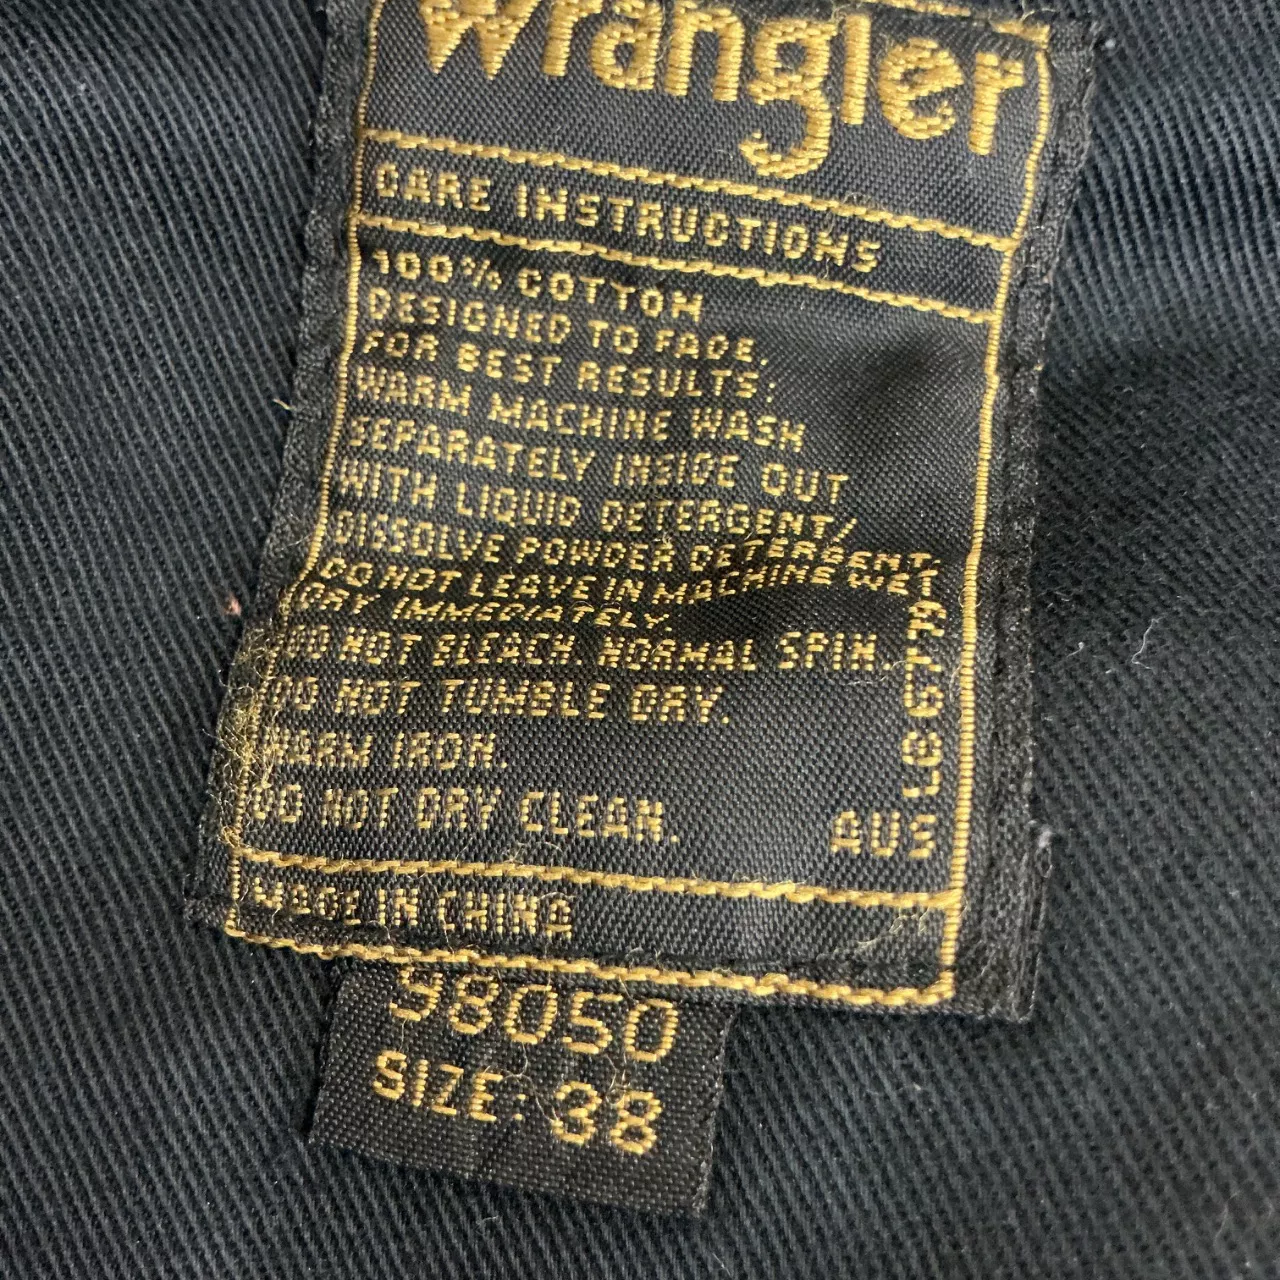 Wrangler
CARE INSTRUCTIONS
100% COTTON
DESIGNED TO FADE.
FOR BEST RESULTS:
WARM MACHINE WASH
SEPARATELY INSIDE OUT
WITH LIQUID DETERGENT/
DISSOLVE POWDER DETERGENT.
DO NOT LEAVE IN MACHINE WET
DRY IMMEDIATELY.
DO NOT BLEACH. NORMAL SPIN.
DO NOT TUMBLE DRY.
WARM IRON.
DO NOT DRY CLEAN.
AUS
MADE IN CHINA
98050
SIZE: 38